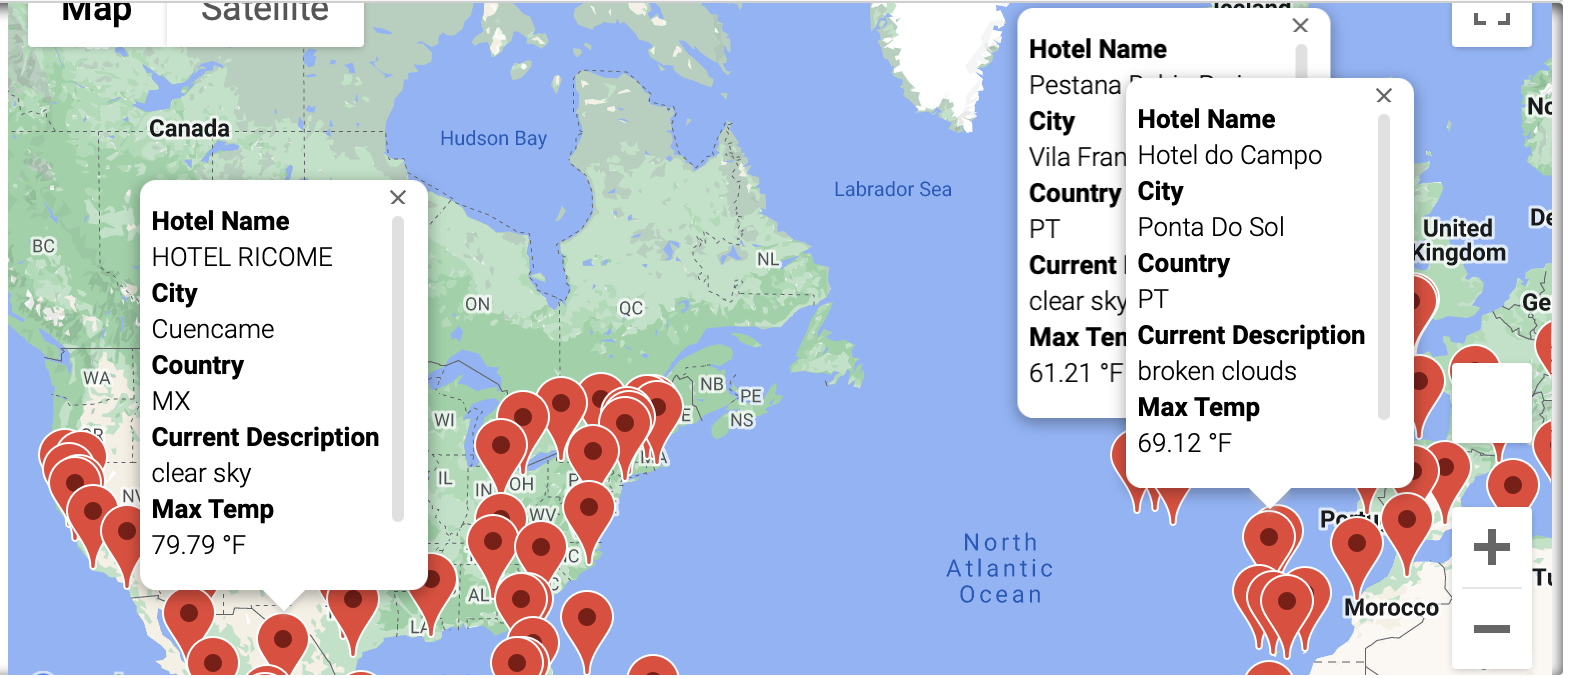 Map
Satellite
Iceland
Canada
Hudson Bay
Labrador Sea
BC
WA
ON
QC
NL
NB
PE
NS
WI
IL
IN
OH
WV
AL
NV
MA
LA
North
Atlantic
Ocean
United
Kingdom
Morocco
Hotel Name
HOTEL RICOME
City
Cuencame
Country
MX
Current Description
clear sky
Max Temp
79.79 °F
Hotel Name
Pestana
City
Vila Fran
Country
PT
Current
clear sky
Max Tem
61.21 °F
Hotel Name
Hotel do Campo
City
Ponta Do Sol
Country
PT
Current Description
broken clouds
Max Temp
69.12 °F
No
De
Ge
Portu
Tu